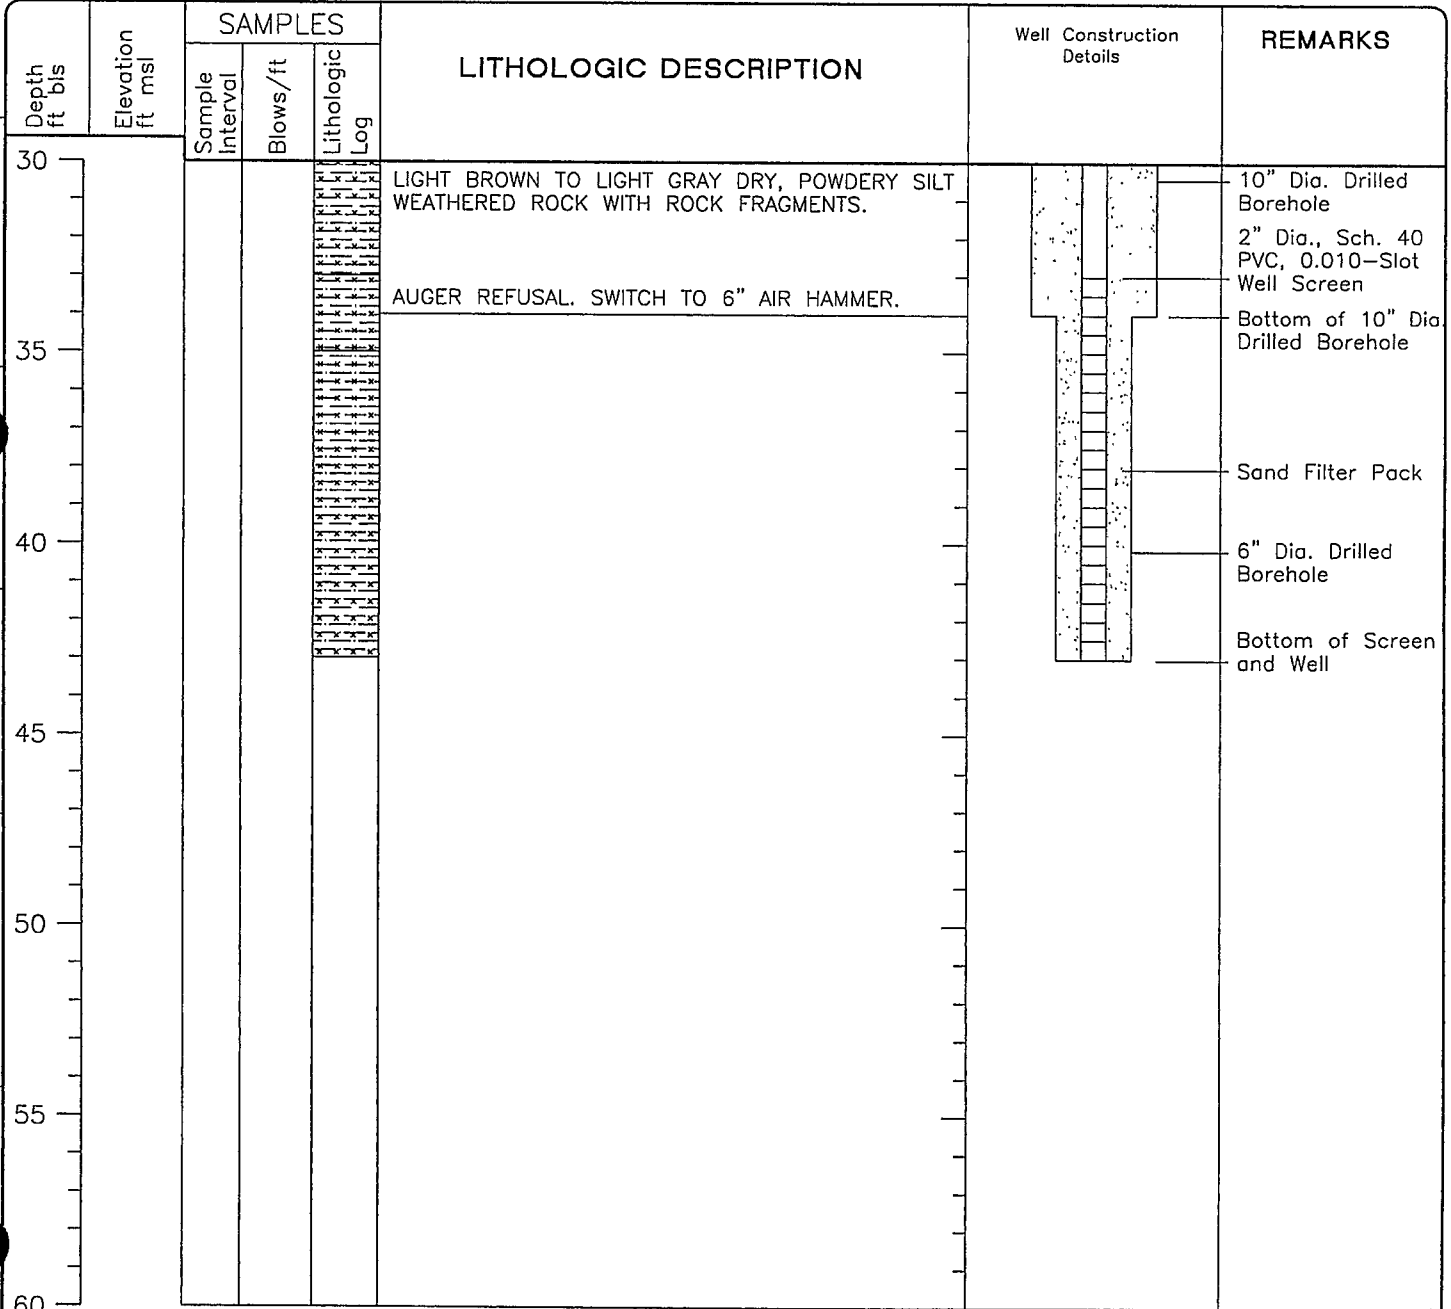 SAMPLES
Depth
ft bls
Elevation
ft msl
Sample
Interval
Blows/ft
Lithologic
Log
LITHOLOGIC DESCRIPTION
Well Construction
Details
REMARKS
30
LIGHT BROWN TO LIGHT GRAY DRY, POWDERY SILT
WEATHERED ROCK WITH ROCK FRAGMENTS.
10" Dia. Drilled
Borehole
2" Dia., Sch. 40
PVC, 0.010-Slot
Well Screen
AUGER REFUSAL. SWITCH TO 6" AIR HAMMER.
Bottom of 10" Dia
Drilled Borehole
35
Sand Filter Pack
40
6" Dia. Drilled
Borehole
Bottom of Screen
and Well
45
50
55
60